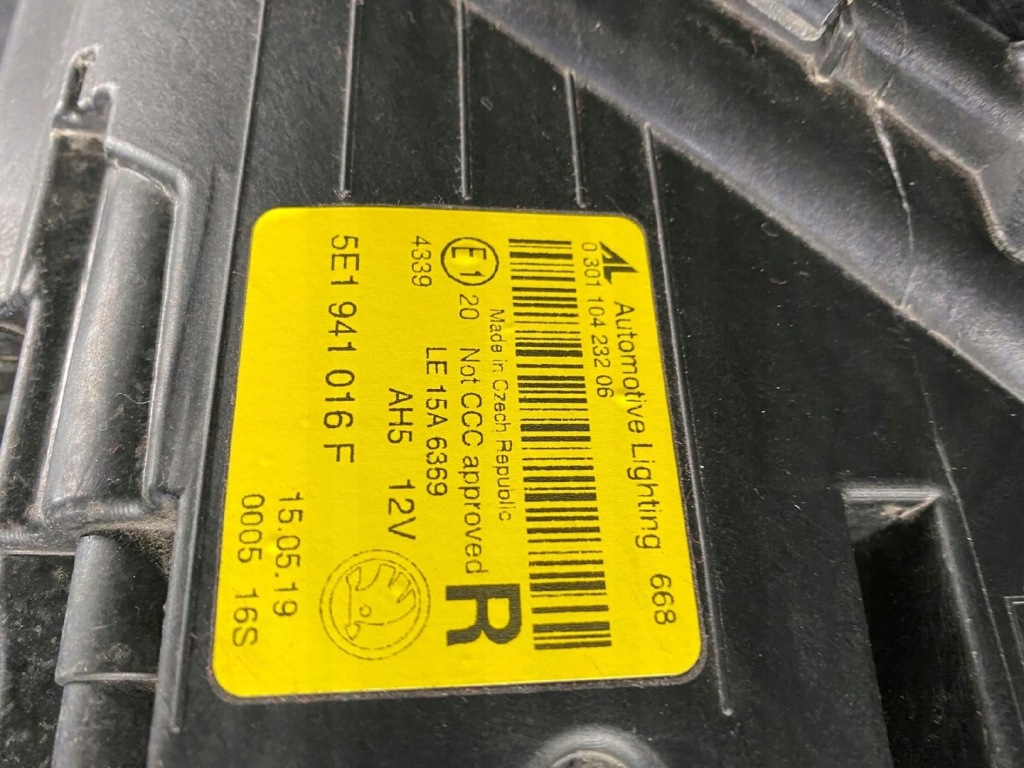 AL Automotive Lighting 668
0 301 104 232 06
Made in Czech Republic
E1 20 Not CCC approved R
4339 LE 15A 6369
AH5 12V
5E1 941 016 F
15.05.19
0005 16S